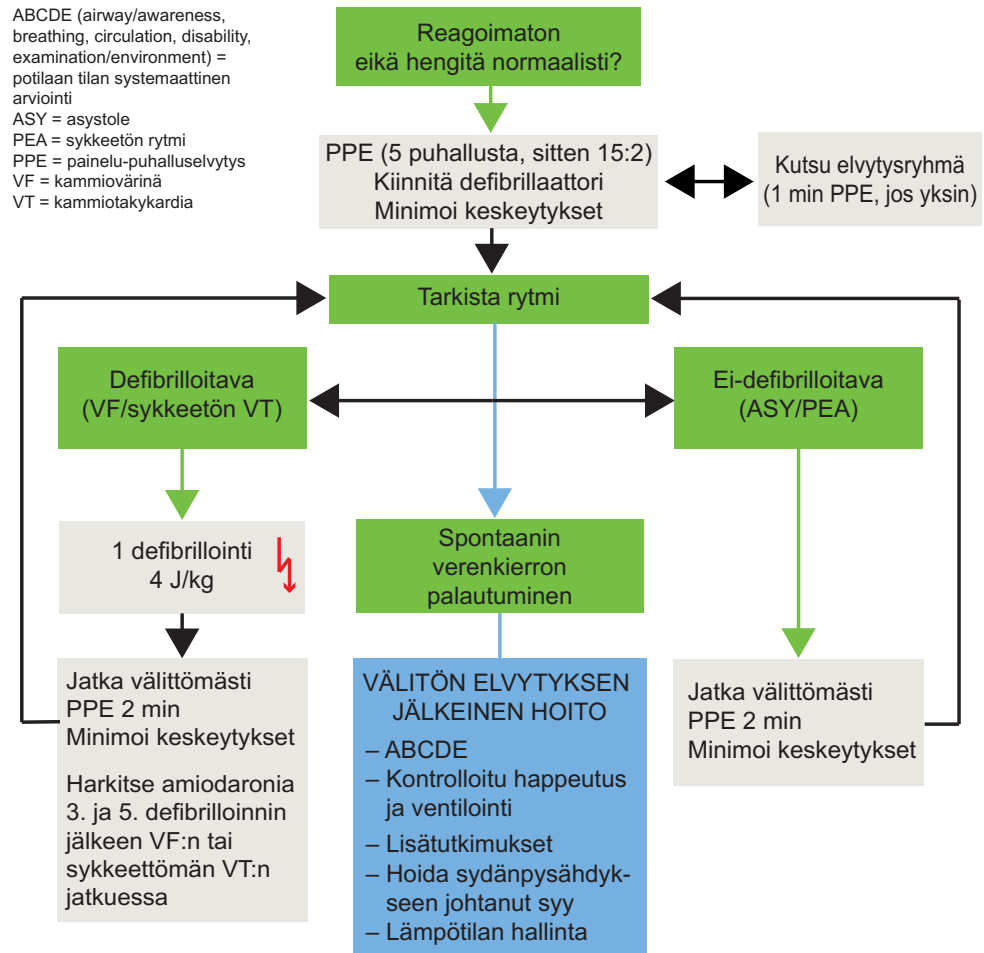 ABCDE (airway/awareness,
breathing, circulation, disability,
examination/environment) =
potilaan tilan systemaattinen
arviointi
ASY = asystole
PEA = sykkeetön rytmi
PPE = painelu-puhalluselvytys
VF = kammiovärinä
VT = kammiotakykardia
Reagoimaton
eikä hengitä normaalisti?
PPE (5 puhallusta, sitten 15:2)
Kiinnitä defibrillaattori
Minimoi keskeytykset
Kutsu elvytysryhmä
(1 min PPE, jos yksin)
Tarkista rytmi
Defibrilloitava
(VF/sykkeetön VT)
Ei-defibrilloitava
(ASY/PEA)
1 defibrillointi
4 J/kg
Spontaanin
verenkierron
palautuminen
Jatka välittömästi
PPE 2 min
Minimoi keskeytykset
Harkitse amiodaronia
3. ja 5. defibrilloinnin
jälkeen VF:n tai
sykkeettömän VT:n
jatkuessa
VÄLITÖN ELVYTYKSEN
JÄLKEINEN HOITO
– ABCDE
– Kontrolloitu happeutus
ja ventilointi
– Lisätutkimukset
– Hoida sydänpysähdyk-
seen johtanut syy
– Lämpötilan hallinta
Jatka välittömästi
PPE 2 min
Minimoi keskeytykset